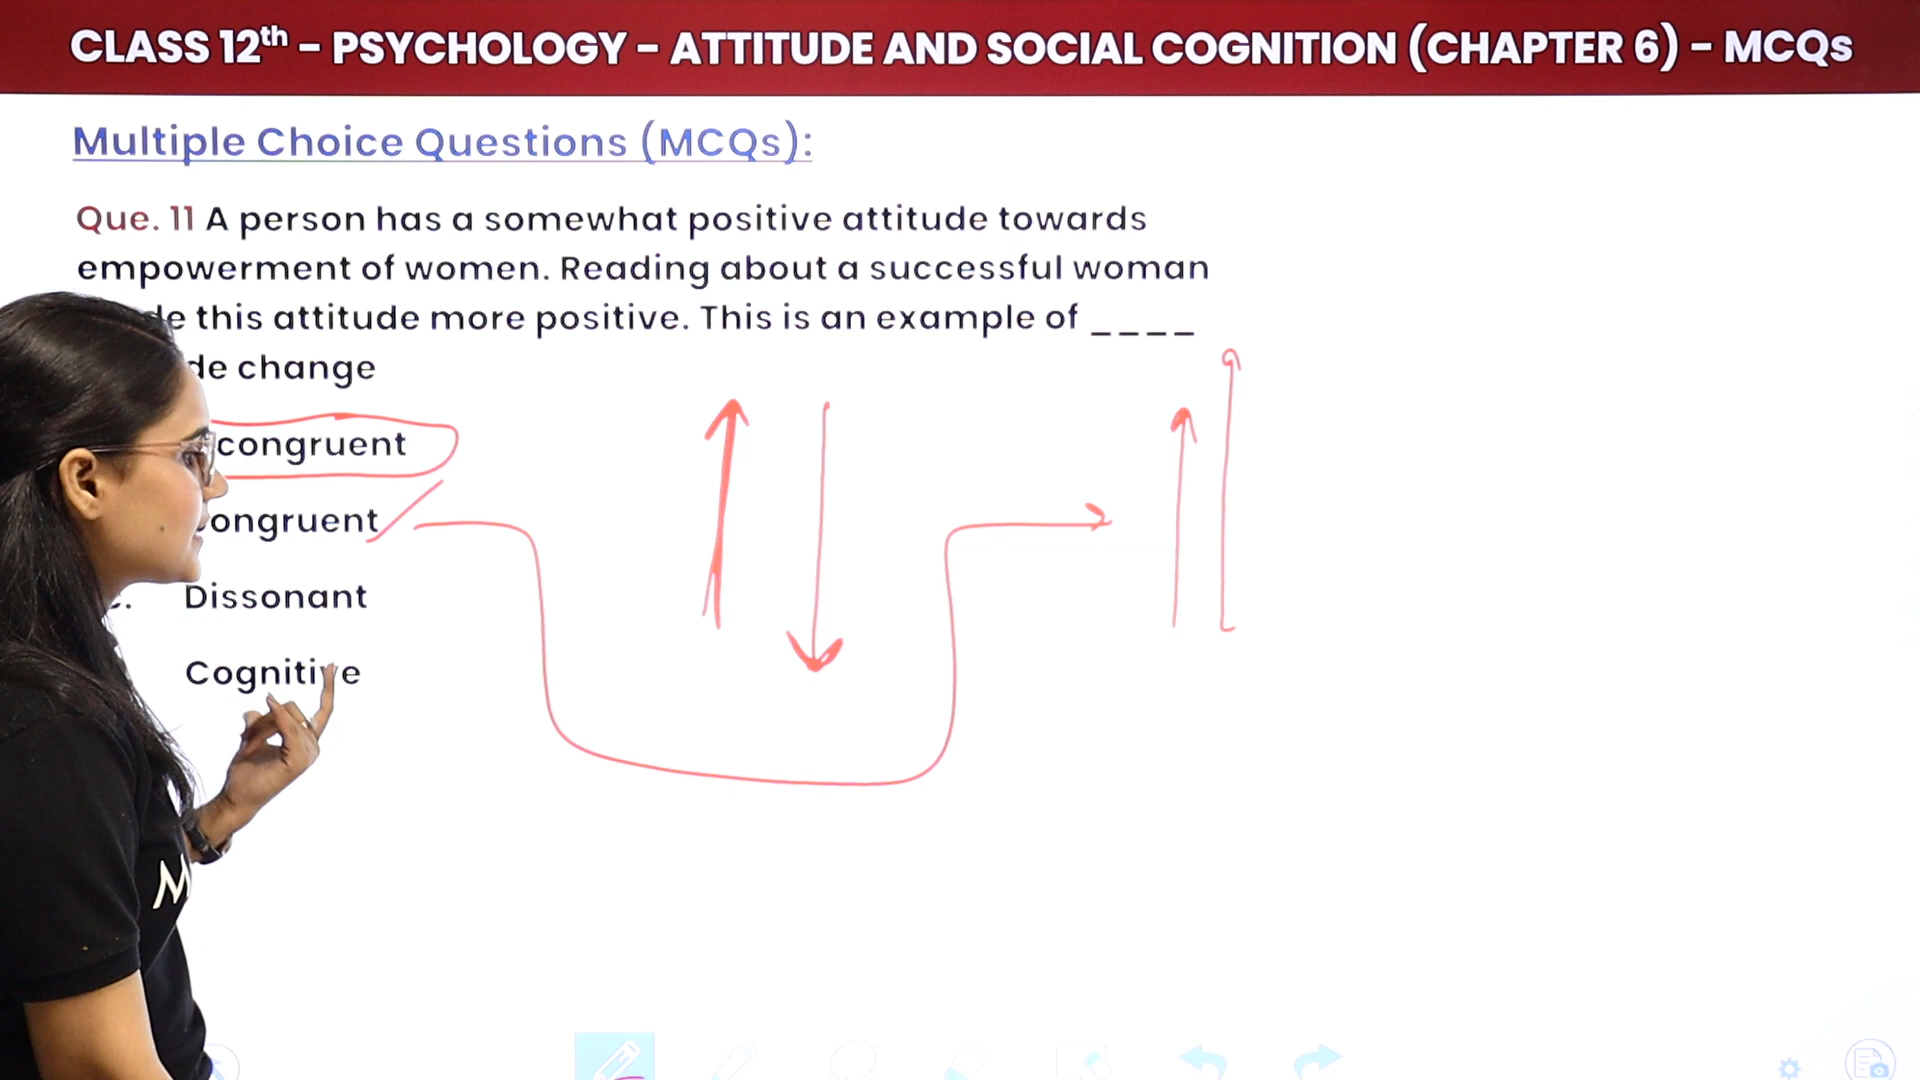 CLASS 12th – PSYCHOLOGY – ATTITUDE AND SOCIAL COGNITION (CHAPTER 6) – MCQs
Multiple Choice Questions (MCQs):
Que. 11 A person has a somewhat positive attitude towards
empowerment of women. Reading about a successful woman
this attitude more positive. This is an example of _ _ _ _
change
congruent
ongruent
Dissonant
Cognitive
M